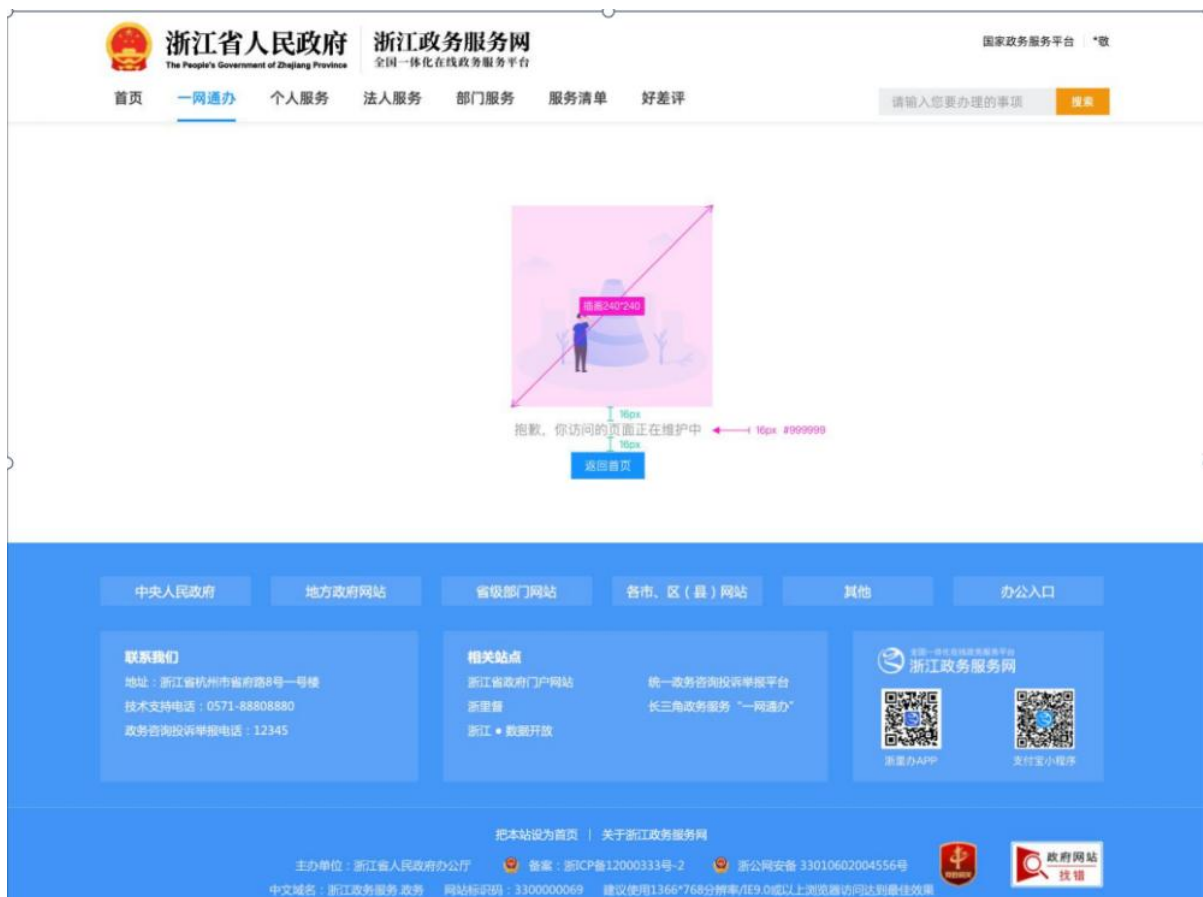 浙江省人民政府
The People's Government of Zhejiang Province
浙江政务服务网
全国一体化在线政务服务平台
国家政务服务平台 *敬
首页 一网通办 个人服务 法人服务 部门服务 服务清单 好差评
请输入您要办理的事项 搜索
插画240*240
16px
抱歉，你访问的页面正在维护中 16px #999999
16px
返回首页
中央人民政府 地方政府网站 省级部门网站 各市、区（县）网站 其他 办公入口
联系我们
地址：浙江省杭州市省府路8号一号楼
技术支持电话：0571-88808880
政务咨询投诉举报电话：12345
相关站点
浙江省政府门户网站 统一政务咨询投诉举报平台
浙里督 长三角政务服务“一网通办”
浙江●数据开放
全国一体化在线政务服务平台
浙江政务服务网
浙里办APP 支付宝小程序
把本站设为首页 | 关于浙江政务服务网
主办单位：浙江省人民政府办公厅 备案：浙ICP备12000333号-2 浙公网安备 33010602004556号
中文域名：浙江政务服务.政务 网站标识码：3300000069 建议使用1366*768分辨率/IE9.0或以上浏览器访问达到最佳效果
党政机关
政府网站
找错